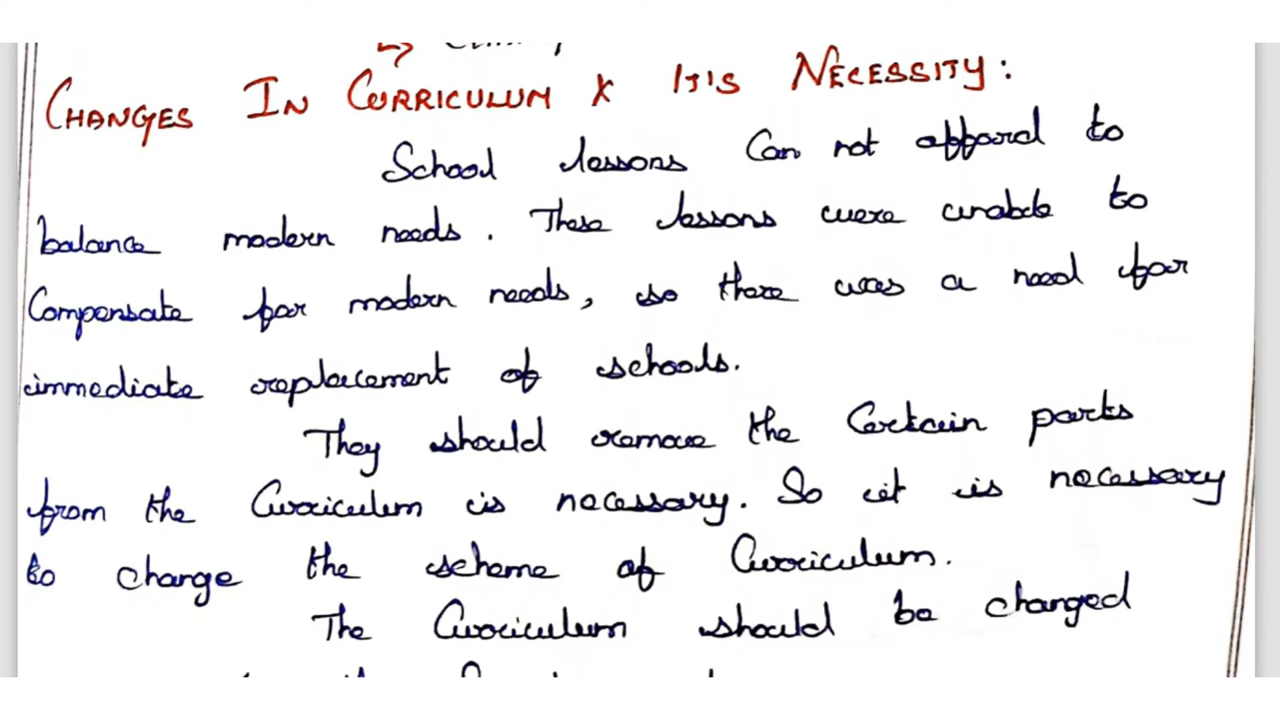 CHANGES IN CURRICULUM & IT'S NECESSITY:
School lessons Can not afford to
balance modern needs. These lessons were unable to
Compensate for modern needs, so there was a need for
immediate replacement of schools.
They should remove the Certain parts
from the Curriculum is necessary. So it is necessary
to change the scheme of Curriculum.
The Curriculum should be changed